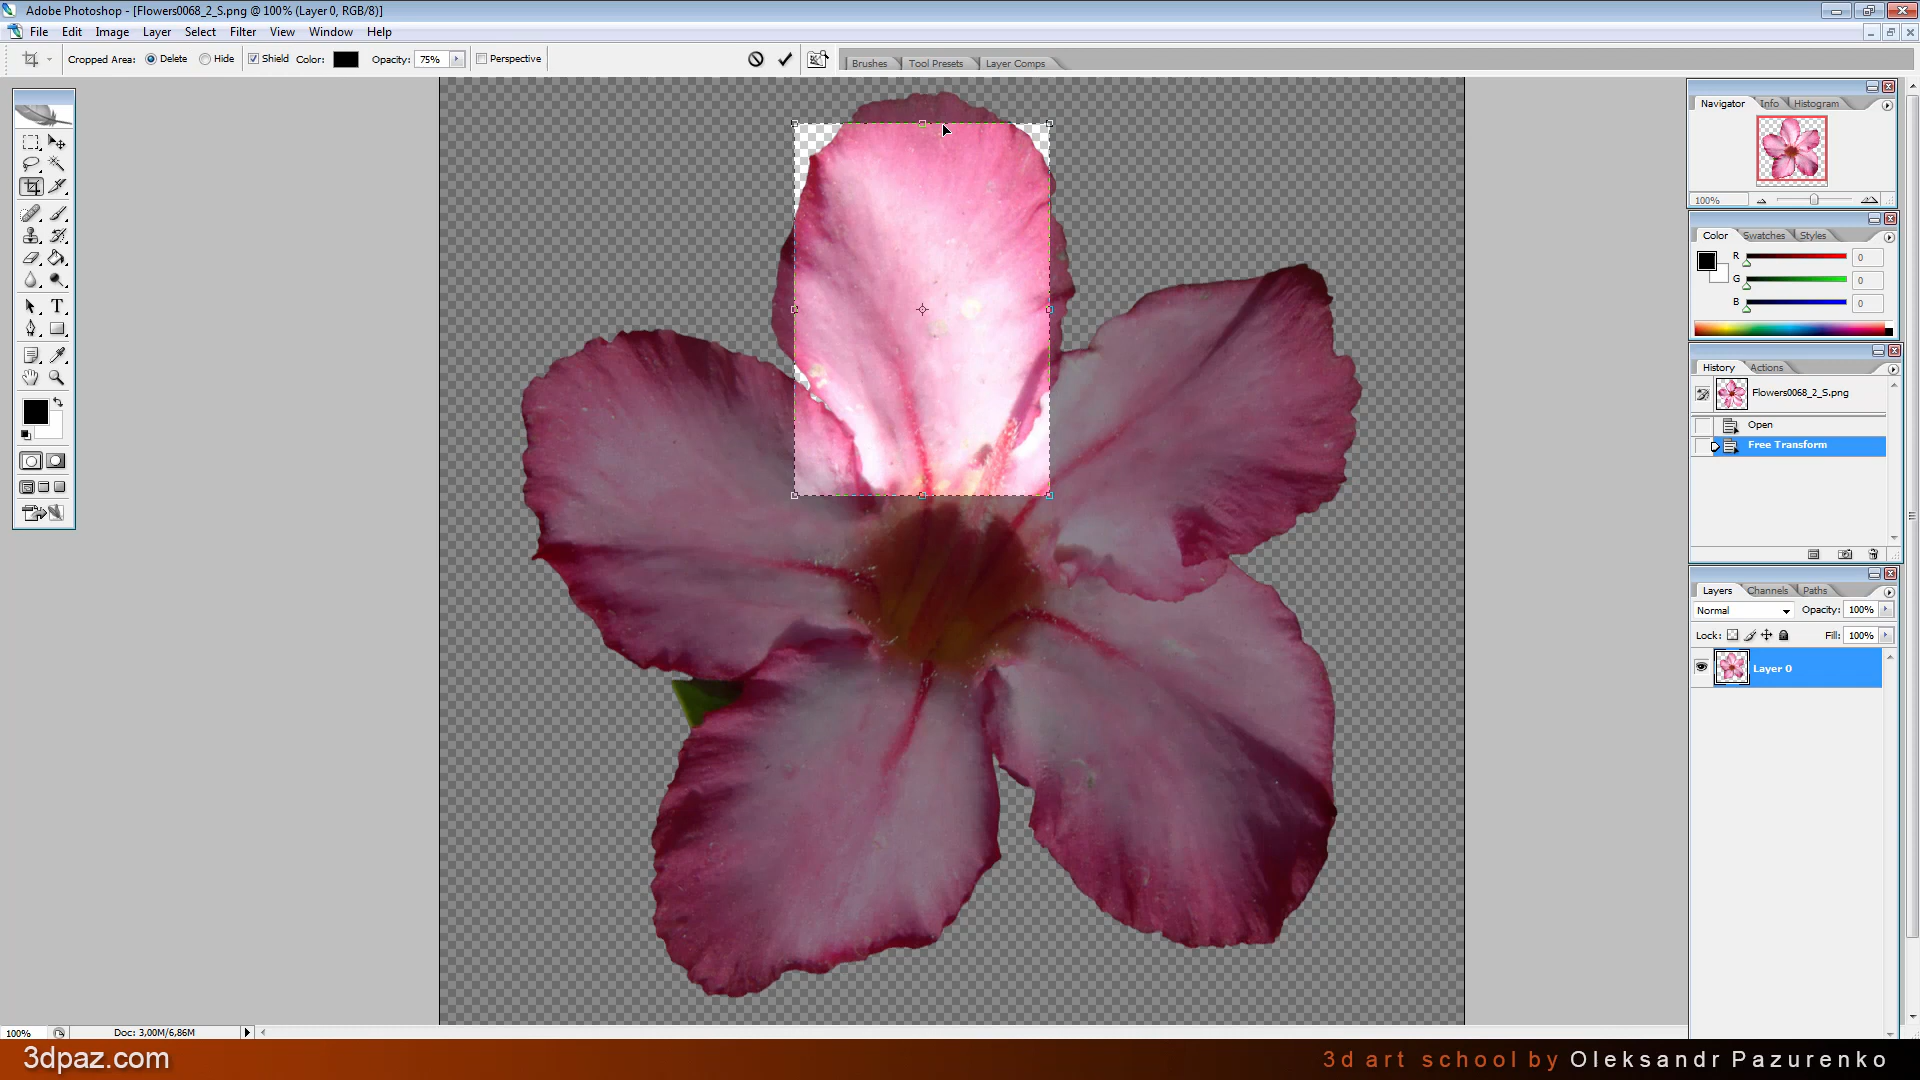 Adobe Photoshop - [Flowers0068_2_S.png @ 100% (Layer 0, RGB/8)]
File Edit Image Layer Select Filter View Window Help
Cropped Area: Delete Hide Shield Color: Opacity: 75% Perspective Brushes Tool Presets Layer Comps
Navigator Info Histogram
100%
Color Swatches Styles
R 0
G 0
B 0
History Actions
Flowers0068_2_S.png
Open
Free Transform
Layers Channels Paths
Normal Opacity: 100%
Lock: Fill: 100%
Layer 0
T
100% Doc: 3,00M/6,86M
3dpaz.com 3d art school by Oleksandr Pazurenko